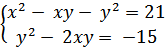 x² − xy − y² = 21
y² − 2xy = −15